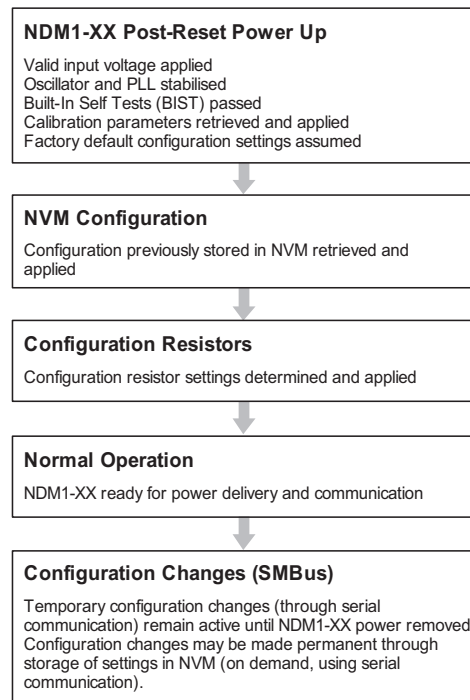 NDM1-XX Post-Reset Power Up
Valid input voltage applied
Oscillator and PLL stabilised
Built-In Self Tests (BIST) passed
Calibration parameters retrieved and applied
Factory default configuration settings assumed
NVM Configuration
Configuration previously stored in NVM retrieved and
applied
Configuration Resistors
Configuration resistor settings determined and applied
Normal Operation
NDM1-XX ready for power delivery and communication
Configuration Changes (SMBus)
Temporary configuration changes (through serial
communication) remain active until NDM1-XX power removed
Configuration changes may be made permanent through
storage of settings in NVM (on demand, using serial
communication).